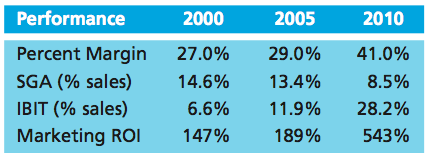 Performance 2000 2005 2010
Percent Margin 27.0% 29.0% 41.0%
SGA (% sales) 14.6% 13.4% 8.5%
IBIT (% sales) 6.6% 11.9% 28.2%
Marketing ROI 147% 189% 543%